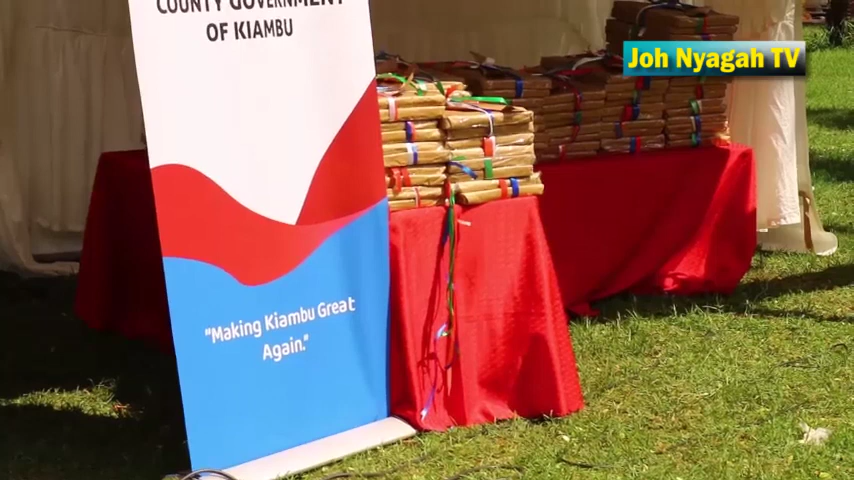 COUNTY GOVERNMENT
OF KIAMBU
Joh Nyagah TV
"Making Kiambu Great
Again."